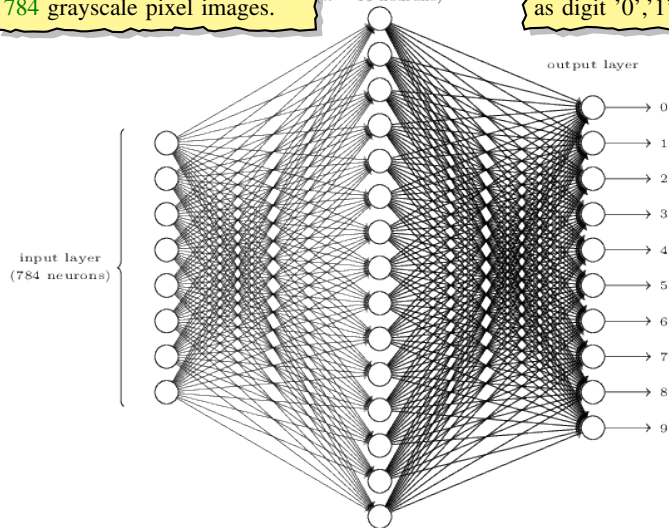 784 grayscale pixel images.
as digit '0','1'
output layer
0
1
2
3
4
5
6
7
8
9
input layer
(784 neurons)